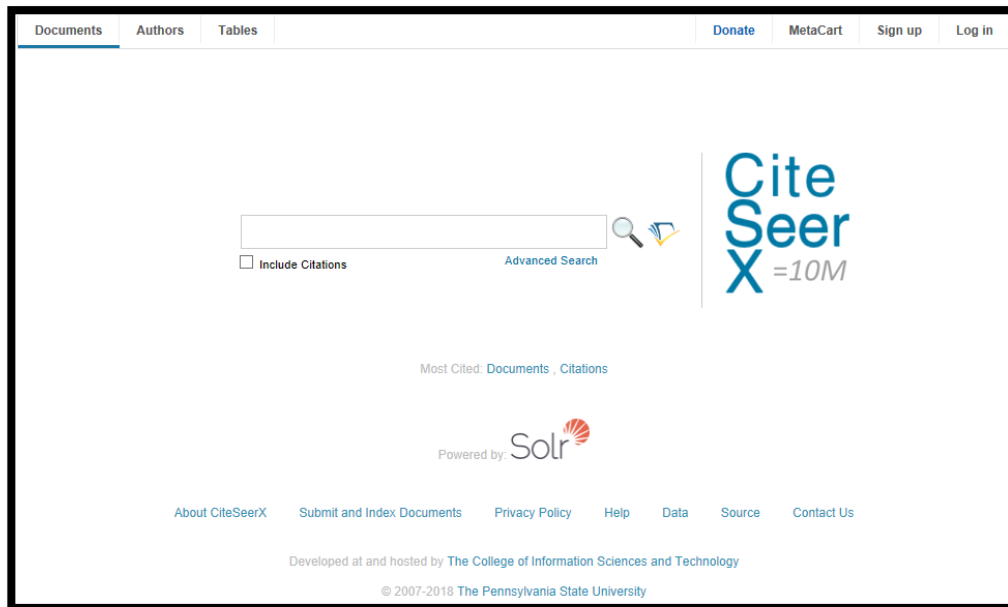 Documents Authors Tables Donate MetaCart Sign up Log in
Cite
Seer
X =10M
Include Citations Advanced Search
Most Cited: Documents , Citations
Powered by: Solr
About CiteSeerX Submit and Index Documents Privacy Policy Help Data Source Contact Us
Developed at and hosted by The College of Information Sciences and Technology
© 2007-2018 The Pennsylvania State University